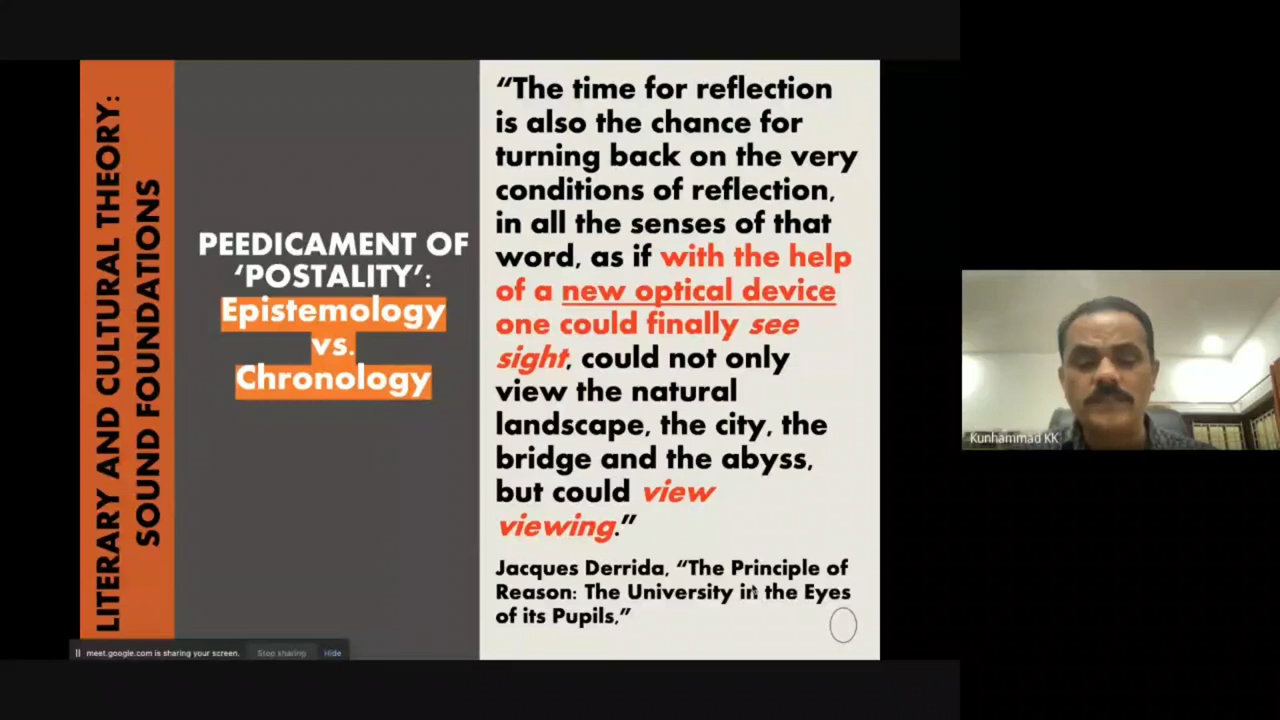 LITERARY AND CULTURAL THEORY:
SOUND FOUNDATIONS
PEEDICAMENT OF
‘POSTALITY’:
Epistemology
vs.
Chronology
“The time for reflection
is also the chance for
turning back on the very
conditions of reflection,
in all the senses of that
word, as if with the help
of a new optical device
one could finally see
sight, could not only
view the natural
landscape, the city, the
bridge and the abyss,
but could view
viewing.”
Jacques Derrida, “The Principle of
Reason: The University in the Eyes
of its Pupils,”
meet.google.com is sharing your screen.
Stop sharing
Hide
Kunhammad KK